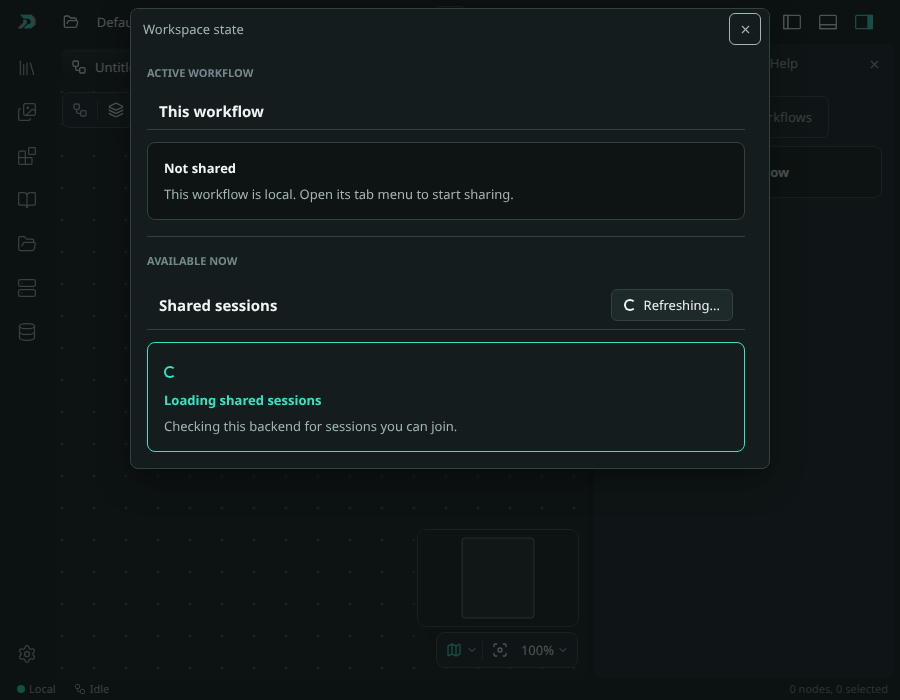 Workspace state
ACTIVE WORKFLOW
This workflow
Not shared
This workflow is local. Open its tab menu to start sharing.
AVAILABLE NOW
Shared sessions
Refreshing...
Loading shared sessions
Checking this backend for sessions you can join.
Defau
Untitl
Help
rkflows
ow
100%
Local
Idle
0 nodes, 0 selected